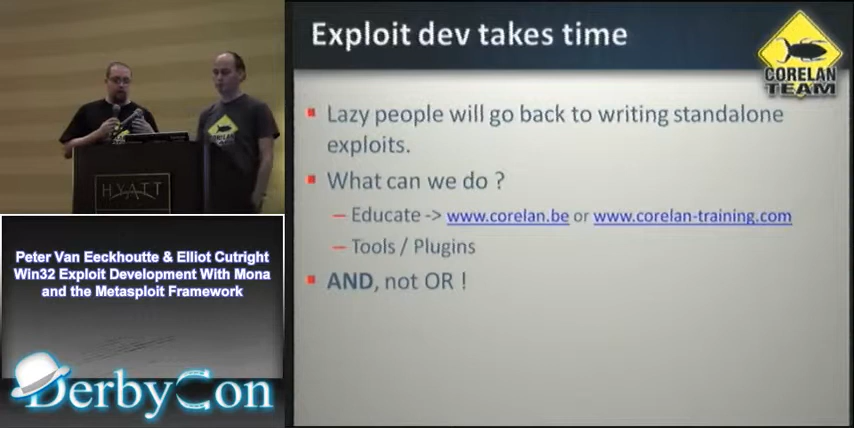 Exploit dev takes time
CORELAN
TEAM
Lazy people will go back to writing standalone
exploits.
What can we do ?
– Educate -> www.corelan.be or www.corelan-training.com
– Tools / Plugins
AND, not OR !
HYATT
Peter Van Eeckhoutte & Elliot Cutright
Win32 Exploit Development With Mona
and the Metasploit Framework
DerbyCon